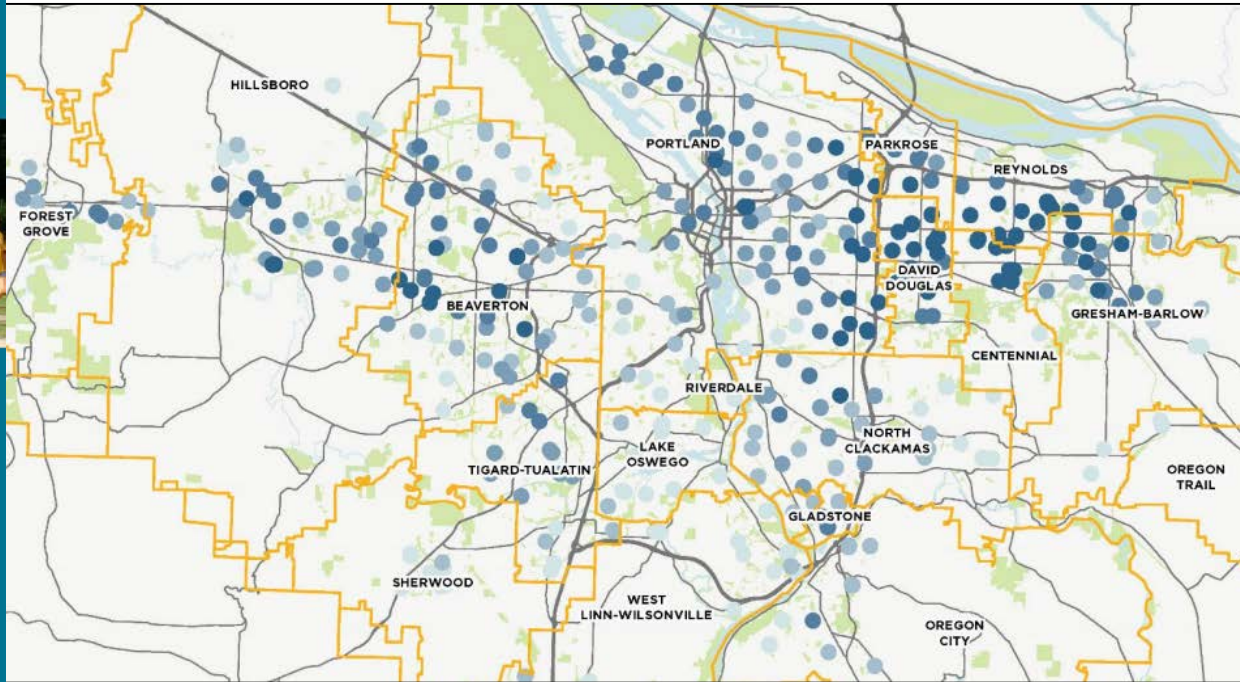 HILLSBORO
PORTLAND
PARKROSE
REYNOLDS
FOREST
GROVE
DAVID
DOUGLAS
BEAVERTON
GRESHAM-BARLOW
CENTENNIAL
RIVERDALE
NORTH
CLACKAMAS
LAKE
OSWEGO
TIGARD-TUALATIN
OREGON
TRAIL
GLADSTONE
SHERWOOD
WEST
LINN-WILSONVILLE
OREGON
CITY